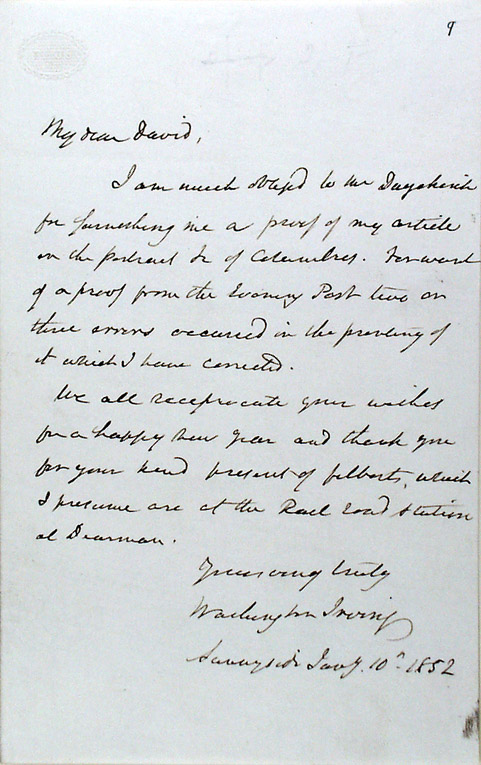 9
My dear David,
I am much obliged to Mr Duyckinck
for furnishing me a proof of my article
on the portrait &c of Columbus. For want
of a proof from the Evening Post two or
three errors occurred in the printing of
it which I have corrected.
We all reciprocate your wishes
for a happy new year and thank you
for your kind present of filberts, which
I presume are at the Rail road Station
at Dearman.
Yours very truly
Washington Irving
Sunnyside Jany. 10th 1852